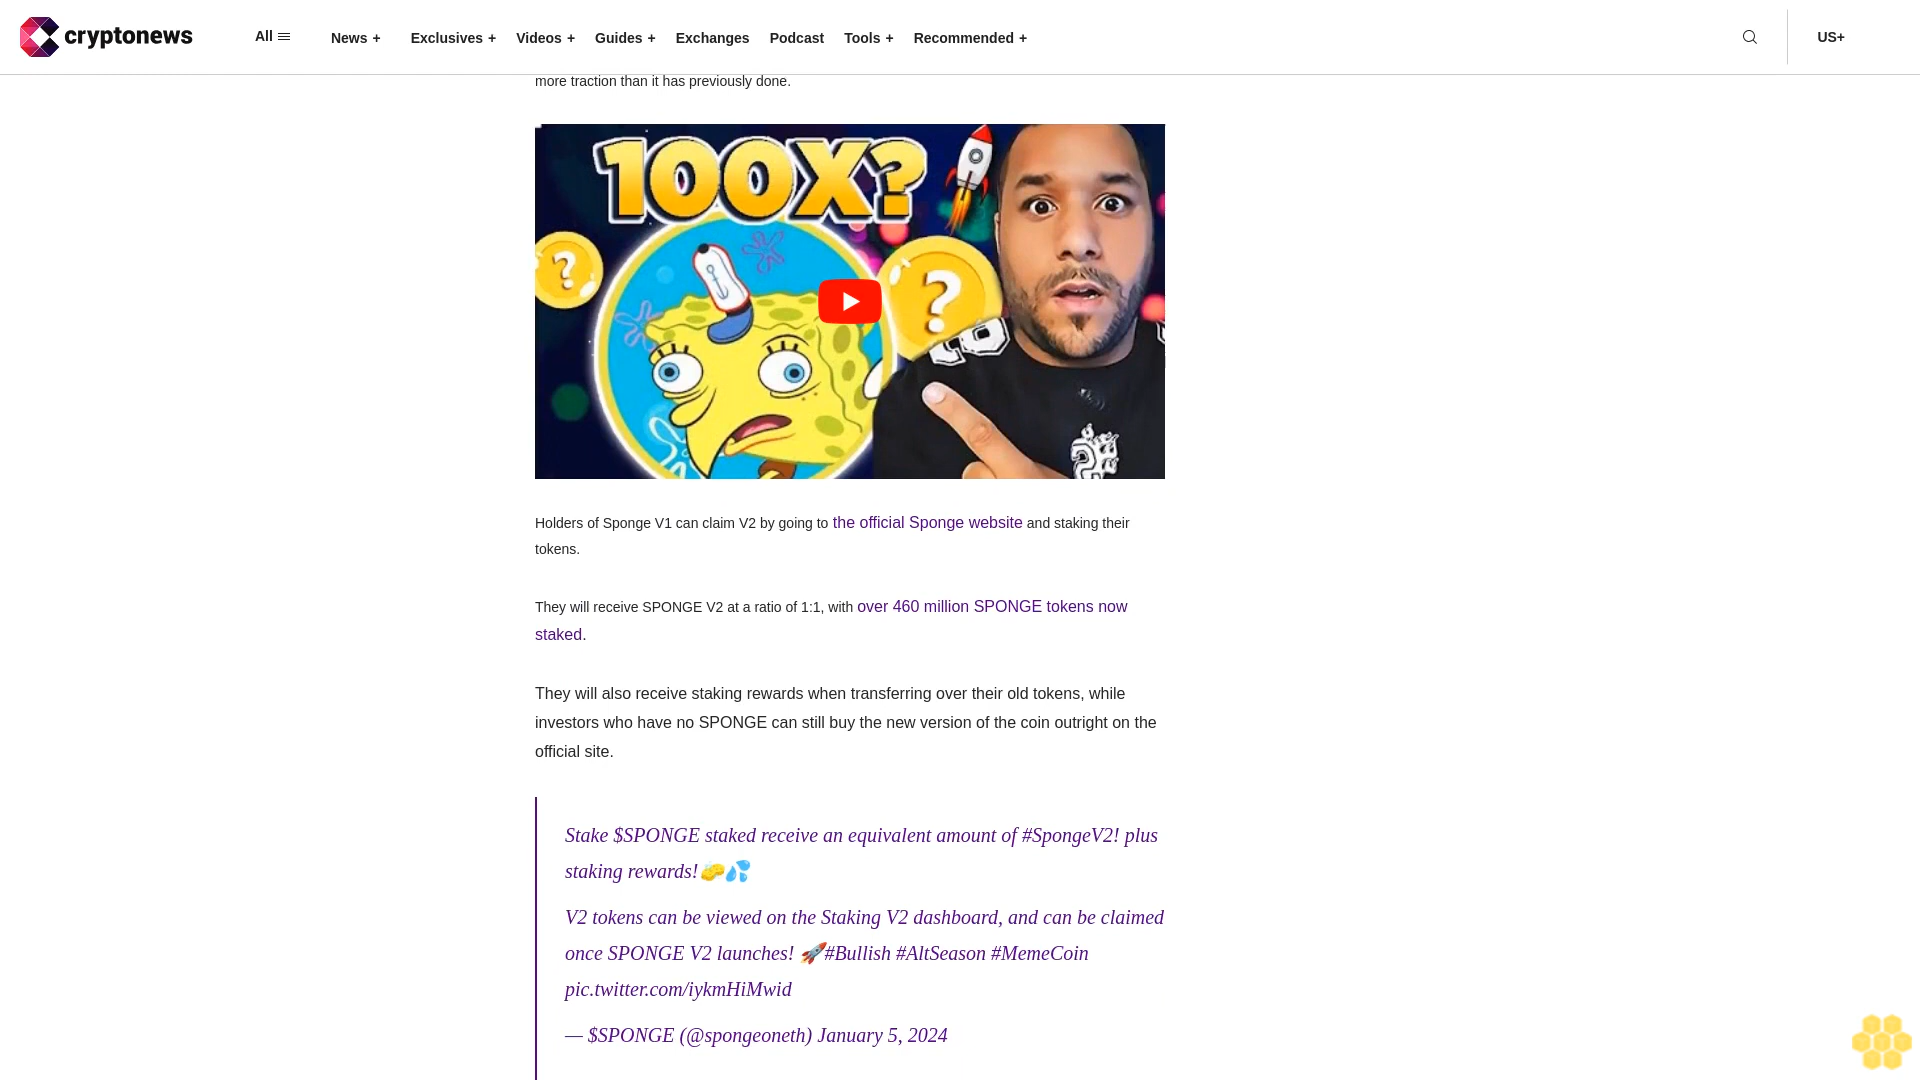 cryptonews
All
News +
Exclusives +
Videos +
Guides +
Exchanges
Podcast
Tools +
Recommended +
US+
more traction than it has previously done.
100X?
? ?
Holders of Sponge V1 can claim V2 by going to the official Sponge website and staking their
tokens.
They will receive SPONGE V2 at a ratio of 1:1, with over 460 million SPONGE tokens now
staked.
They will also receive staking rewards when transferring over their old tokens, while
investors who have no SPONGE can still buy the new version of the coin outright on the
official site.
Stake $SPONGE staked receive an equivalent amount of #SpongeV2! plus
staking rewards!🧽💦
V2 tokens can be viewed on the Staking V2 dashboard, and can be claimed
once SPONGE V2 launches! 🚀#Bullish #AltSeason #MemeCoin
pic.twitter.com/iykmHiMwid
— $SPONGE (@spongeoneth) January 5, 2024